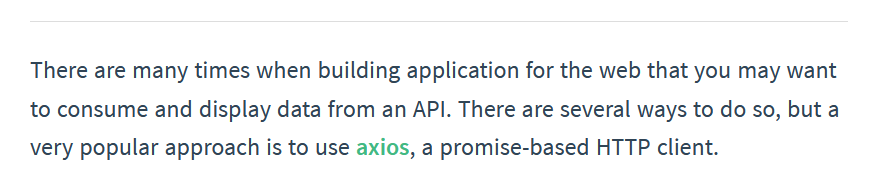 There are many times when building application for the web that you may want
to consume and display data from an API. There are several ways to do so, but a
very popular approach is to use axios, a promise-based HTTP client.